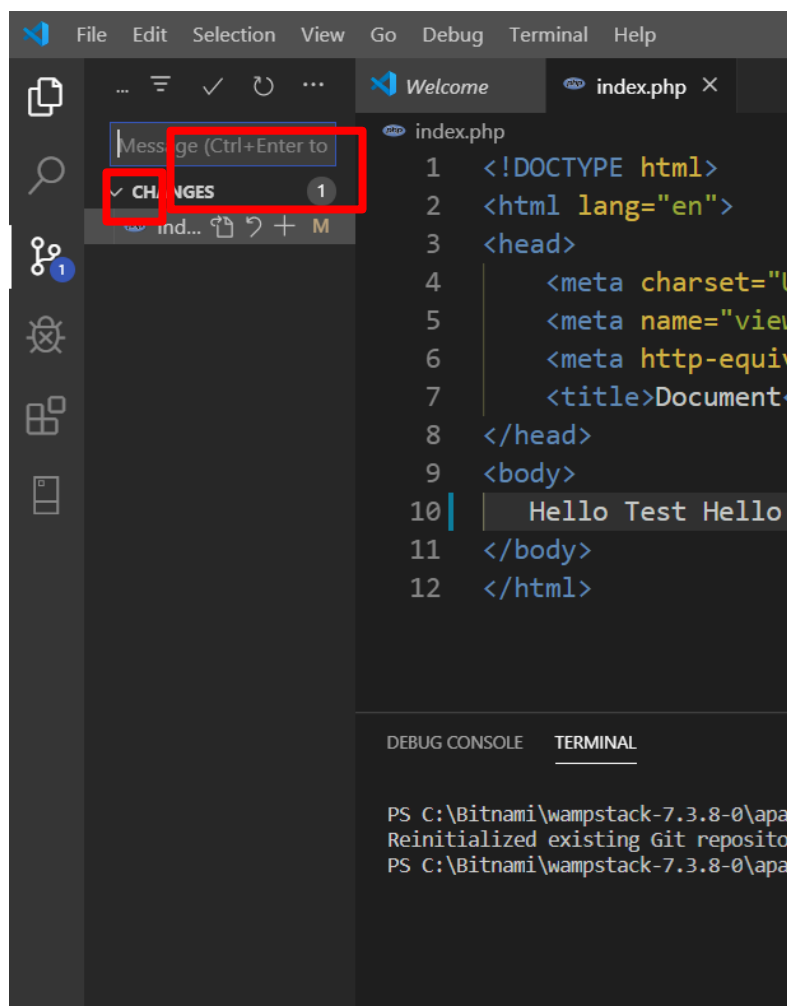 File Edit Selection View Go Debug Terminal Help
Welcome
index.php
Message (Ctrl+Enter to
index.php
CHANGES 1
ind... M
1
1 <!DOCTYPE html>
2 <html lang="en">
3 <head>
4 <meta charset="U
5 <meta name="view
6 <meta http-equiv
7 <title>Document<
8 </head>
9 <body>
10 Hello Test Hello
11 </body>
12 </html>
DEBUG CONSOLE TERMINAL
PS C:\Bitnami\wampstack-7.3.8-0\apa
Reinitialized existing Git reposito
PS C:\Bitnami\wampstack-7.3.8-0\apa